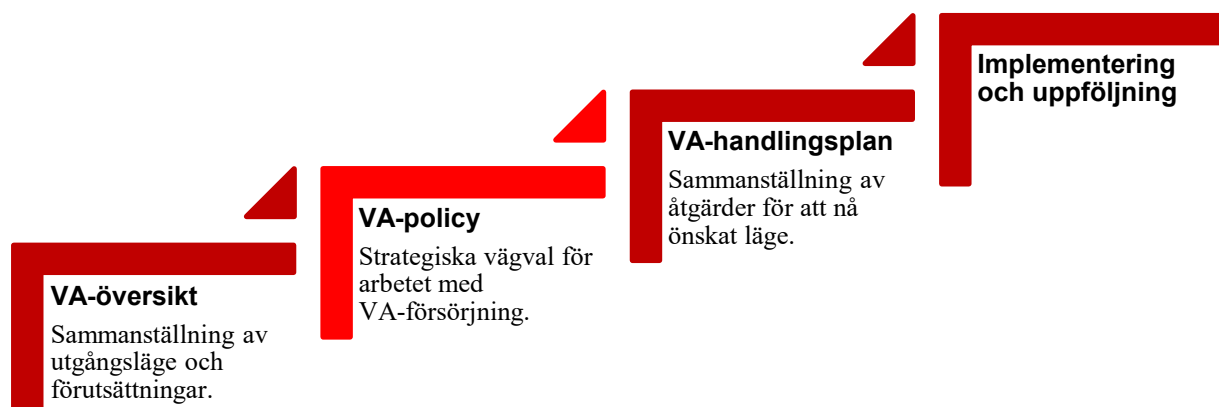 VA-översikt
Sammanställning av
utgångsläge och
förutsättningar.
VA-policy
Strategiska vägval för
arbetet med
VA-försörjning.
VA-handlingsplan
Sammanställning av
åtgärder för att nå
önskat läge.
Implementering
och uppföljning